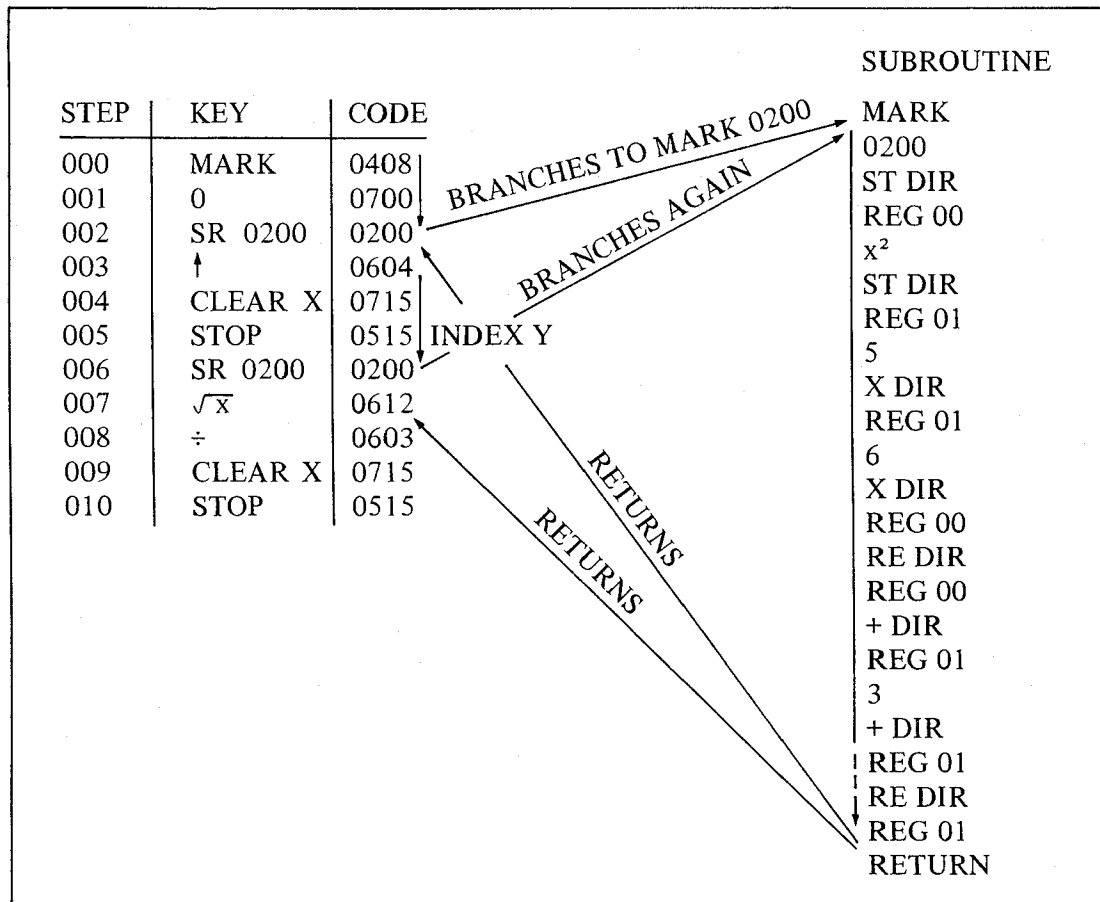 STEP KEY CODE
000 MARK 0408
001 0 0700
002 SR 0200 0200
003 ↑ 0604
004 CLEAR X 0715
005 STOP 0515
006 SR 0200 0200
007 √x 0612
008 ÷ 0603
009 CLEAR X 0715
010 STOP 0515
BRANCHES TO MARK 0200
BRANCHES AGAIN
INDEX Y
RETURNS
RETURNS
SUBROUTINE
MARK
0200
ST DIR
REG 00
x²
ST DIR
REG 01
5
X DIR
REG 01
6
X DIR
REG 00
RE DIR
REG 00
+ DIR
REG 01
3
+ DIR
REG 01
RE DIR
REG 01
RETURN